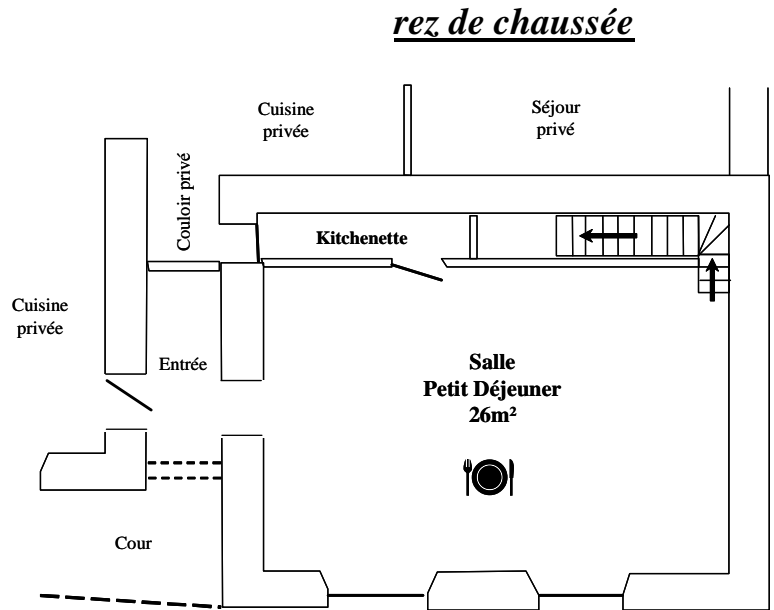 rez de chaussée
Cuisine
privée
Séjour
privé
Couloir privé
Kitchenette
Cuisine
privée
Entrée
Salle
Petit Déjeuner
26m²
Cour